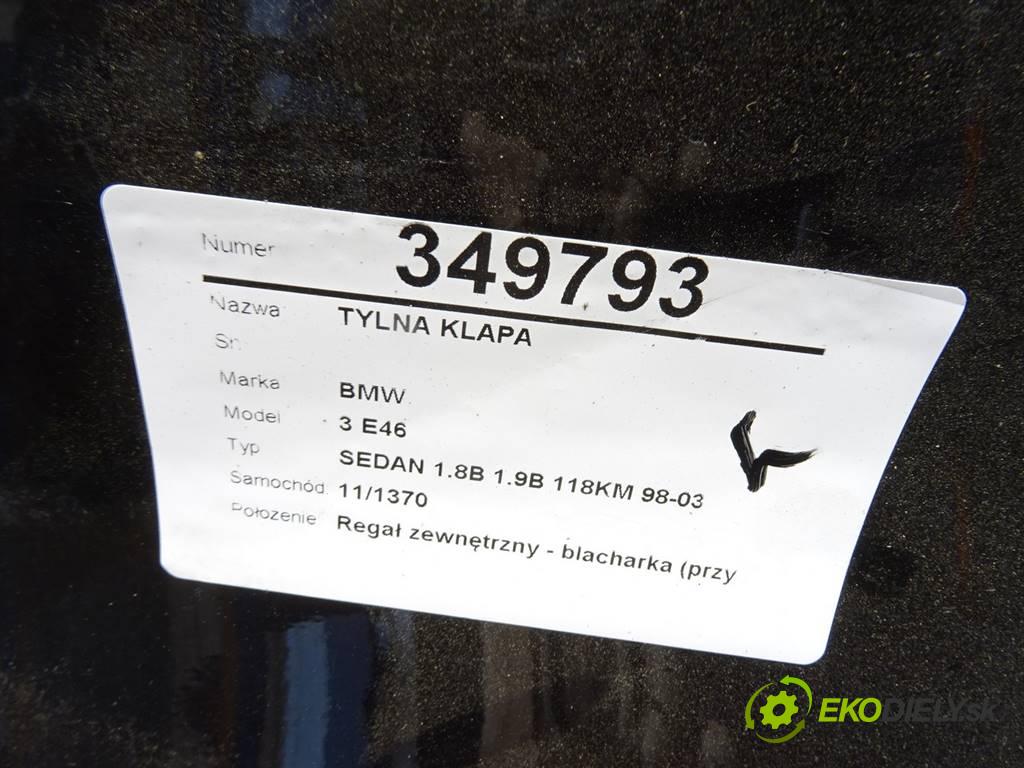 Numer 349793
Nazwa TYLNA KLAPA
Sr.
Marka BMW
Model 3 E46
Typ SEDAN 1.8B 1.9B 118KM 98-03
Samochód 11/1370
Położenie Regał zewnętrzny - blacharka (przy
EKODIELY.sk